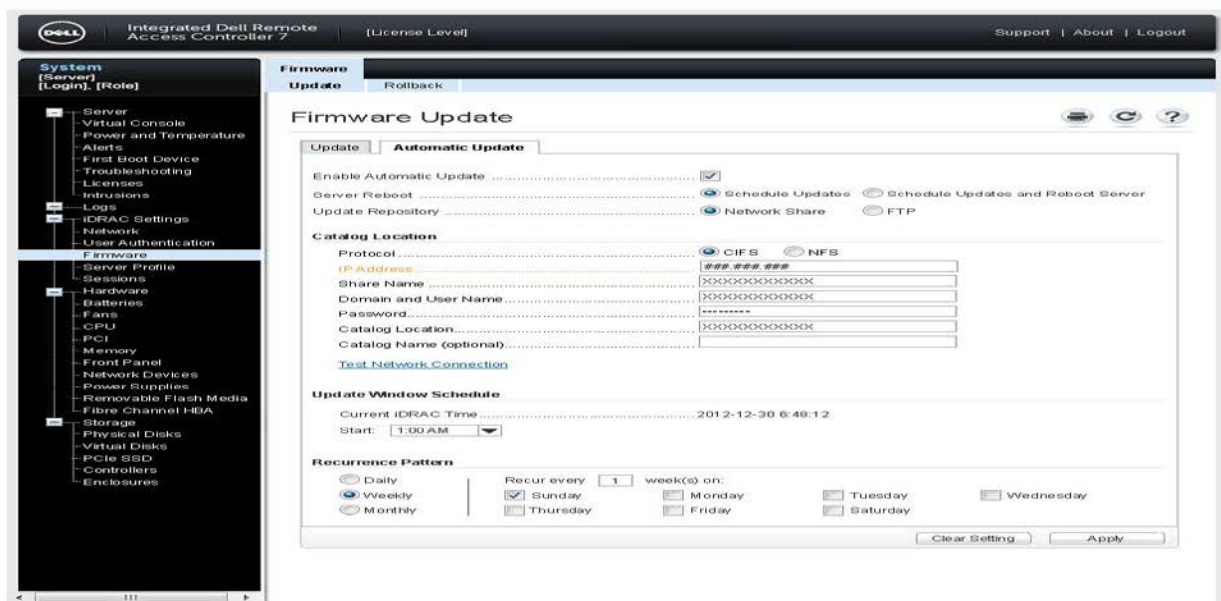 DELL
Integrated Dell Remote
Access Controller 7
[License Level]
Support | About | Logout
System
[Server]
[Login], [Role]
Server
Virtual Console
Power and Temperature
Alerts
First Boot Device
Troubleshooting
Licenses
Intrusions
Logs
iDRAC Settings
Network
User Authentication
Firmware
Server Profile
Sessions
Hardware
Batteries
Fans
CPU
PCI
Memory
Front Panel
Network Devices
Power Supplies
Removable Flash Media
Fibre Channel HBA
Storage
Physical Disks
Virtual Disks
PCIe SSD
Controllers
Enclosures
Firmware
Update Rollback
Firmware Update
?
Update Automatic Update
Enable Automatic Update
Server Reboot Schedule Updates Schedule Updates and Reboot Server
Update Repository Network Share FTP
Catalog Location
Protocol CIFS NFS
IP Address ###.###.###
Share Name XXXXXXXXXXXX
Domain and User Name XXXXXXXXXXXX
Password ---------
Catalog Location XXXXXXXXXXXX
Catalog Name (optional)
Test Network Connection
Update Window Schedule
Current iDRAC Time 2012-12-30 6:48:12
Start: 1:00 AM
Recurrence Pattern
Daily Recur every 1 week(s) on:
Weekly Sunday Monday Tuesday Wednesday
Monthly Thursday Friday Saturday
Clear Setting Apply